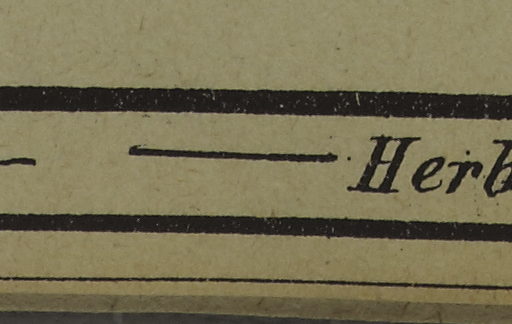 — — Herb